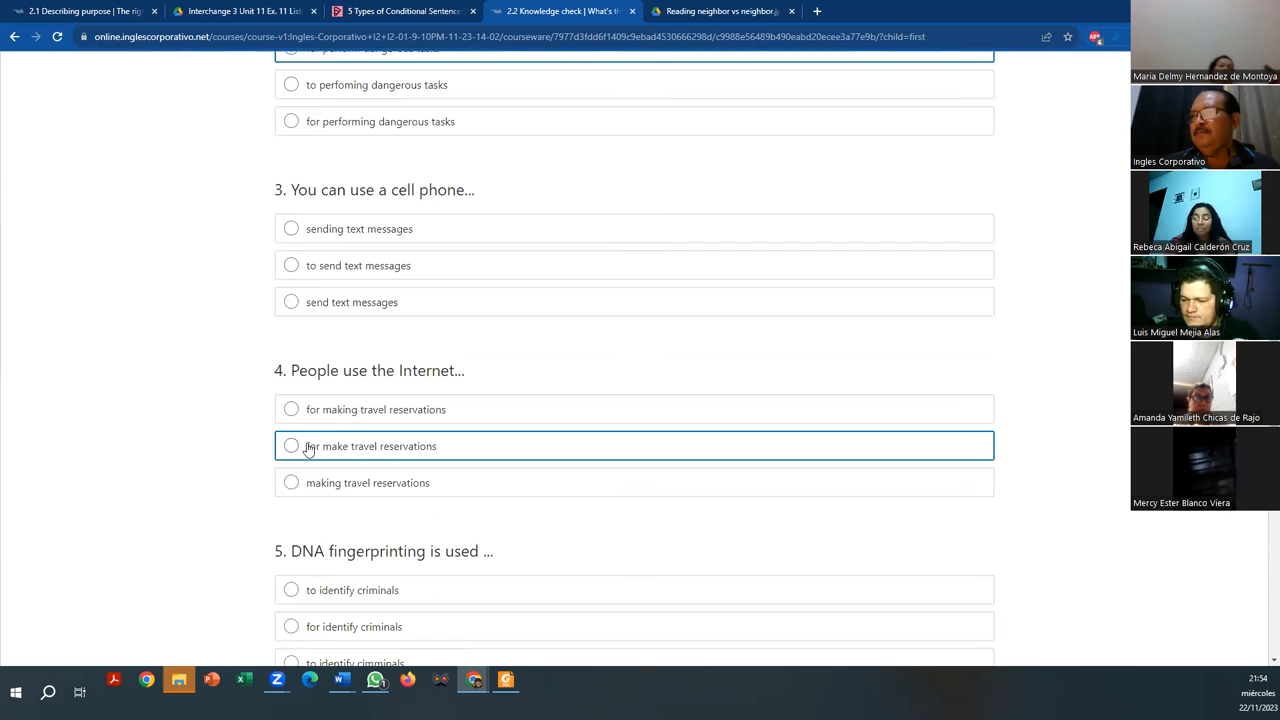 2.1 Describing purpose | The rig
Interchange 3 Unit 11 Ex. 11 List
5 Types of Conditional Sentence
2.2 Knowledge check | What's th
Reading neighbor vs neighbor.j
online.inglescorporativo.net/courses/course-v1:Ingles-Corporativo+I2+I2-01-9-10PM-11-23-14-02/courseware/7977d3fdd6f1409c9ebad4530666298d/c9988e56489b490eabd20ecee3a77e9b/?child=first
to perfoming dangerous tasks
for performing dangerous tasks
3. You can use a cell phone...
sending text messages
to send text messages
send text messages
4. People use the Internet...
for making travel reservations
for make travel reservations
making travel reservations
5. DNA fingerprinting is used ...
to identify criminals
for identify criminals
to identify cimminals
Maria Delmy Hernandez de Montoya
Ingles Corporativo
Rebeca Abigail Calderón Cruz
Luis Miguel Mejia Alas
Amanda Yamileth Chicas de Rajo
Mercy Ester Blanco Viera
21:54
miércoles
22/11/2023